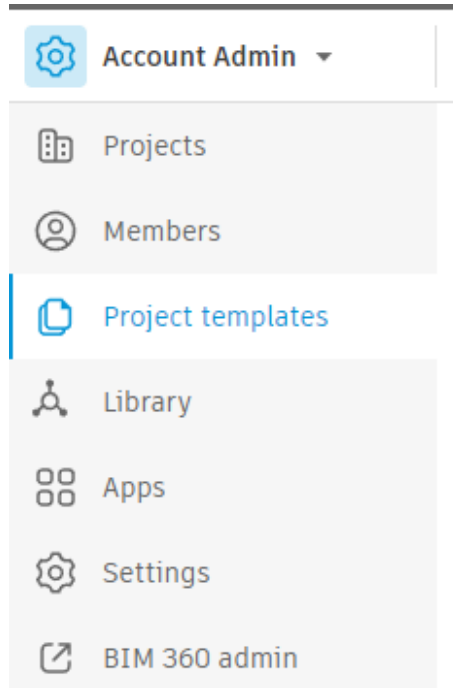 Account Admin
Projects
Members
Project templates
Library
Apps
Settings
BIM 360 admin